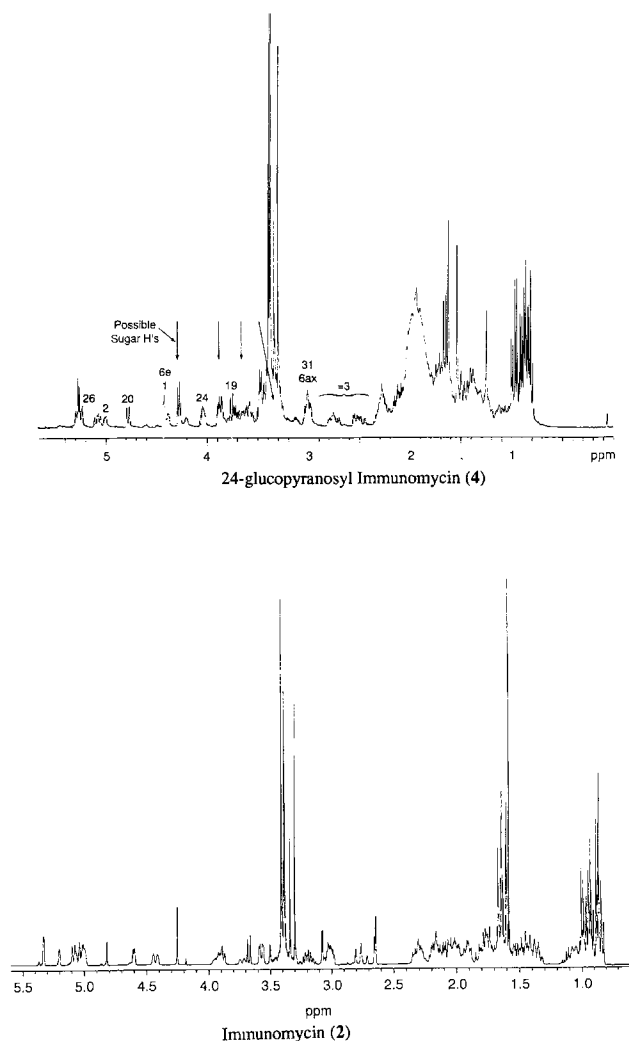 Possible
Sugar H's
26
2
20
6e
1
24
19
31
6ax
=3
5 4 3 2 1 ppm
24-glucopyranosyl Immunomycin (4)
5.5 5.0 4.5 4.0 3.5 3.0 2.5 2.0 1.5 1.0
ppm
Immunomycin (2)